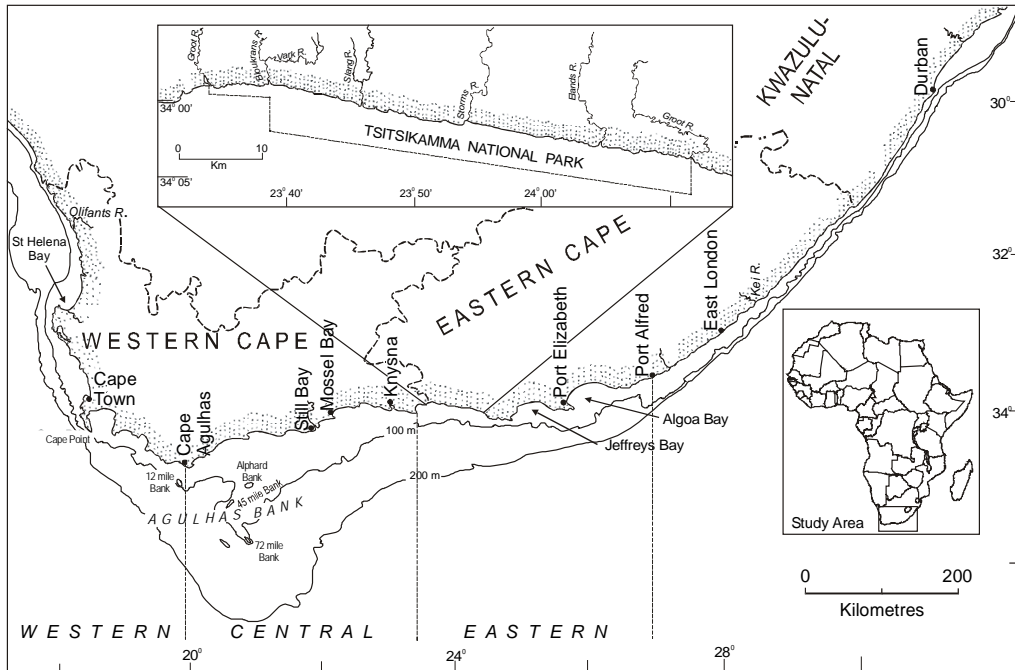 Groot R.
Boukrans R.
Vark R.
Slang R.
Storms R.
Elands R.
Groot R.
34° 00'
0 10
Km
TSITSIKAMMA NATIONAL PARK
34° 05'
23° 40'
23° 50'
24° 00'
KWAZULU-
NATAL
Durban
30°
Olifants R.
St Helena
Bay
32°
EASTERN CAPE
WESTERN CAPE
East London
Kei R.
Port Alfred
Port Elizabeth
Knysna
Mossel Bay
Still Bay
Cape
Town
Cape
Agulhas
34°
Algoa Bay
Jeffreys Bay
Cape Point
100 m
200 m
12 mile
Bank
Alphard
Bank
45 mile Bank
AGULHAS BANK
72 mile
Bank
Study Area
0 200
Kilometres
WESTERN CENTRAL EASTERN
20°
24°
28°